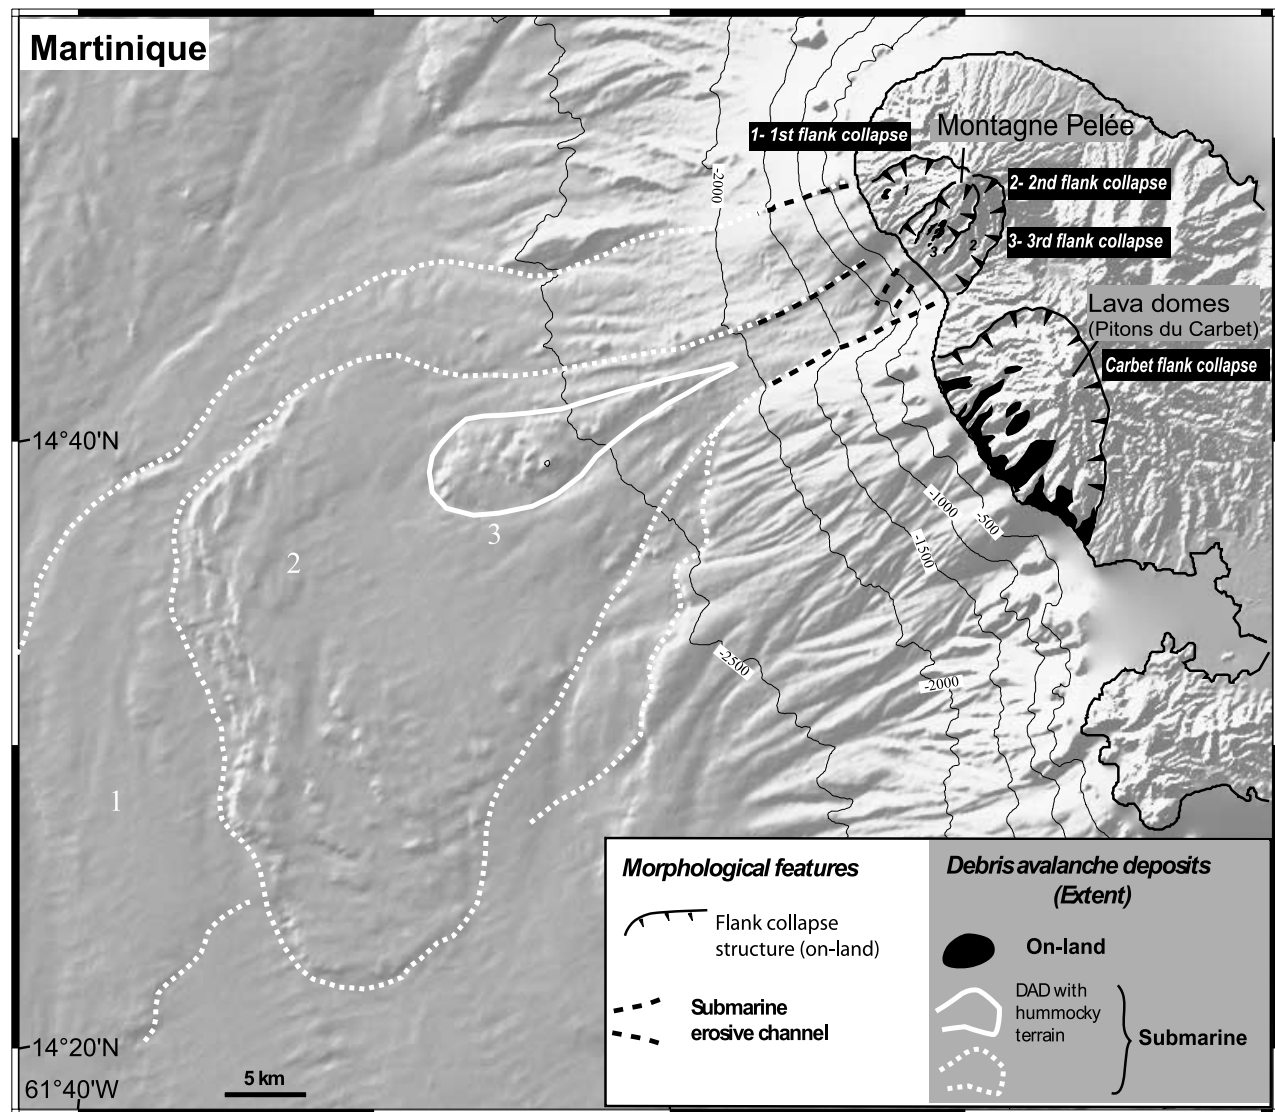 Martinique
1- 1st flank collapse
Montagne Pelée
2- 2nd flank collapse
3- 3rd flank collapse
1
2
3
Lava domes
(Pitons du Carbet)
Carbet flank collapse
-2000
14°40'N
3
2
-1000
-500
-1500
-2500
-2000
1
Morphological features
Flank collapse
structure (on-land)
Submarine
erosive channel
Debris avalanche deposits
(Extent)
On-land
DAD with
hummocky
terrain
Submarine
14°20'N
61°40'W
5 km